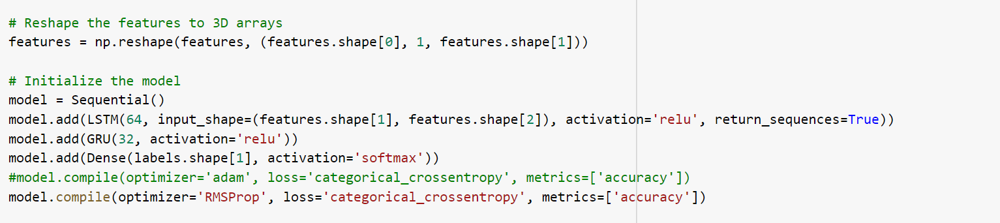 # Reshape the features to 3D arrays
features = np.reshape(features, (features.shape[0], 1, features.shape[1]))
# Initialize the model
model = Sequential()
model.add(LSTM(64, input_shape=(features.shape[1], features.shape[2]), activation='relu', return_sequences=True))
model.add(GRU(32, activation='relu'))
model.add(Dense(labels.shape[1], activation='softmax'))
#model.compile(optimizer='adam', loss='categorical_crossentropy', metrics=['accuracy'])
model.compile(optimizer='RMSProp', loss='categorical_crossentropy', metrics=['accuracy'])